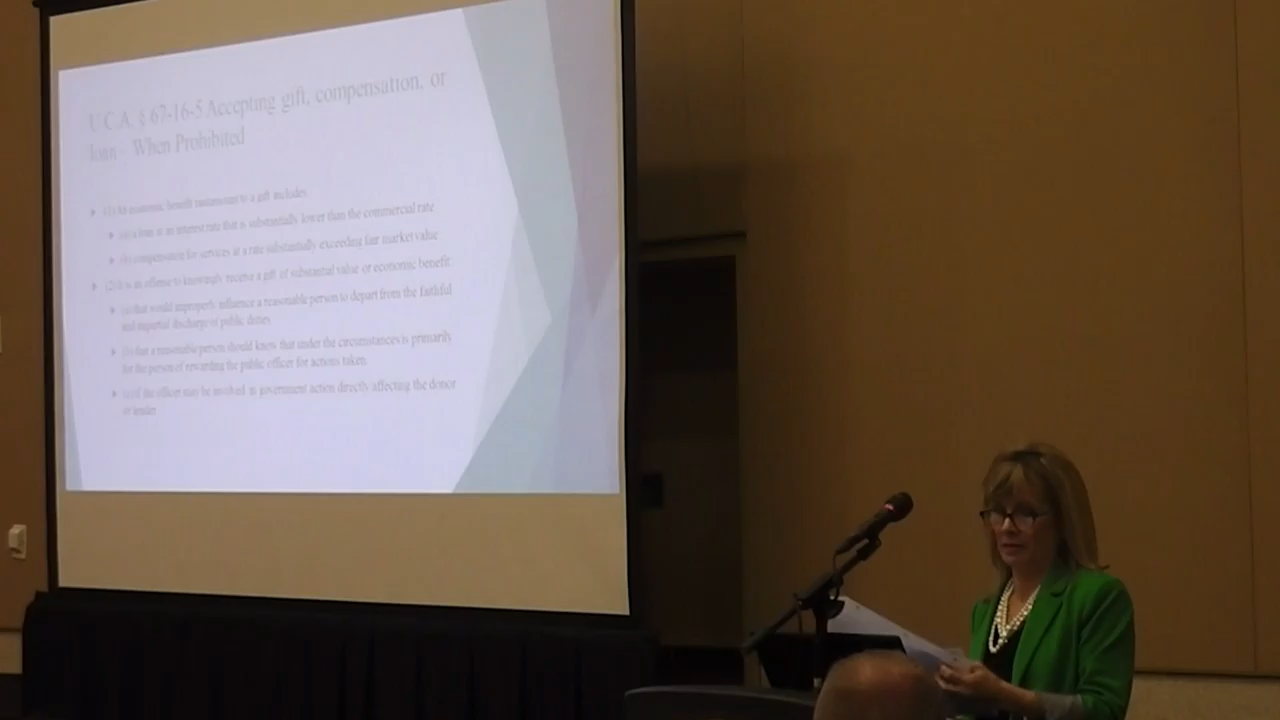 U.C.A. § 67-16-5 Accepting gift, compensation, or
loan – When Prohibited
(1) An economic benefit tantamount to a gift includes
(a) a loan at an interest rate that is substantially lower than the commercial rate
(b) compensation for services at a rate substantially exceeding fair market value
(2) It is an offense to knowingly receive a gift of substantial value or economic benefit
(a) that would improperly influence a reasonable person to depart from the faithful
and impartial discharge of public duties
(b) that a reasonable person should know that under the circumstances is primarily
for the person of rewarding the public officer for actions taken
(c) if the officer may be involved in government action directly affecting the donor
or lender